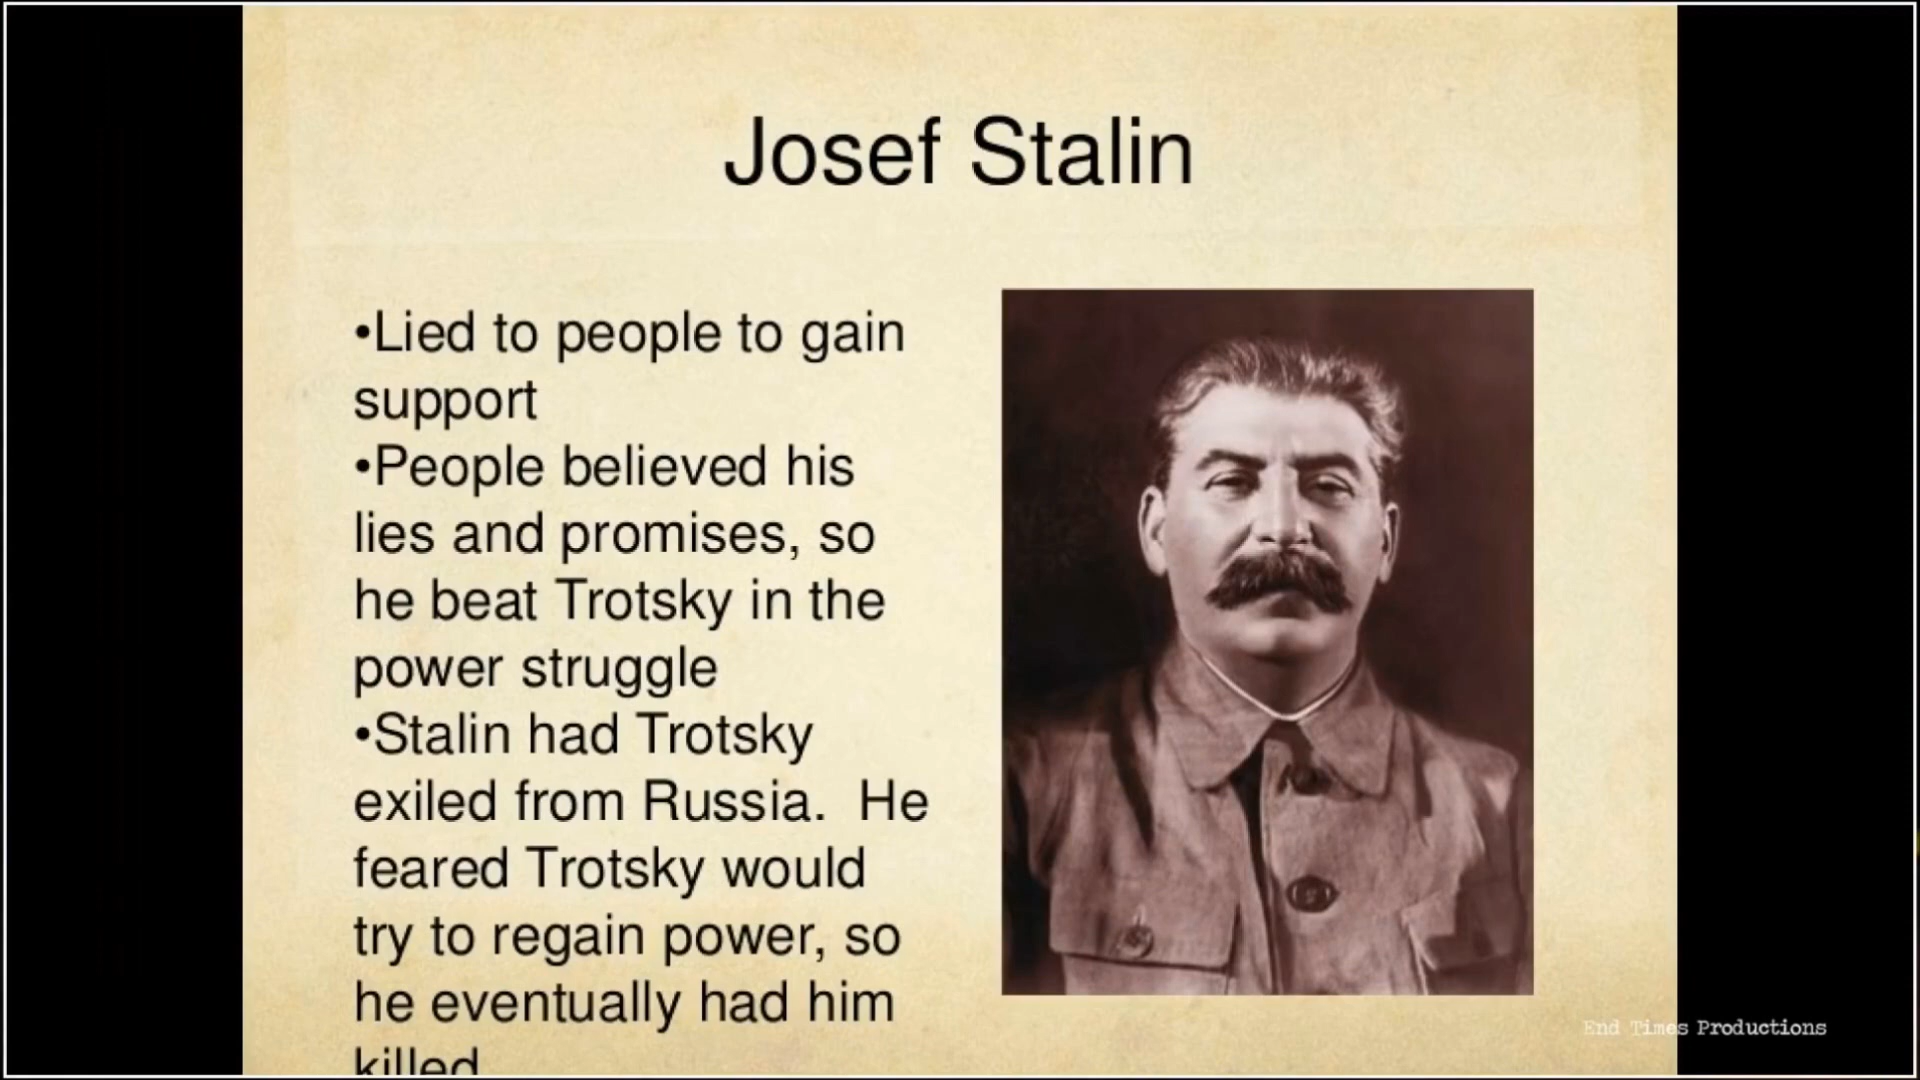 Josef Stalin
•Lied to people to gain
support
•People believed his
lies and promises, so
he beat Trotsky in the
power struggle
•Stalin had Trotsky
exiled from Russia.  He
feared Trotsky would
try to regain power, so
he eventually had him
killed
End Times Productions